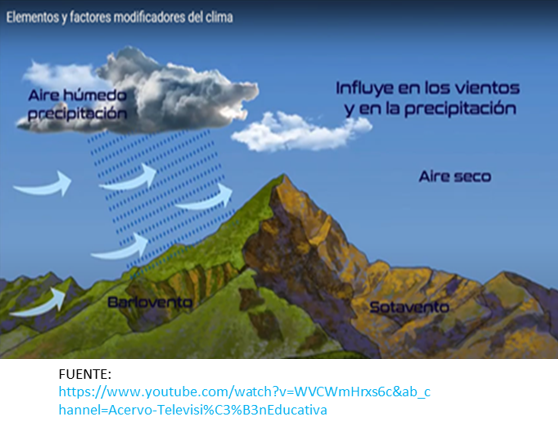 Elementos y factores modificadores del clima
Aire húmedo
precipitación
Influye en los vientos
y en la precipitación
Aire seco
Barlovento
Sotavento
FUENTE:
https://www.youtube.com/watch?v=WVCWmHrxs6c&ab_c
hannel=Acervo-Televisi%C3%B3nEducativa